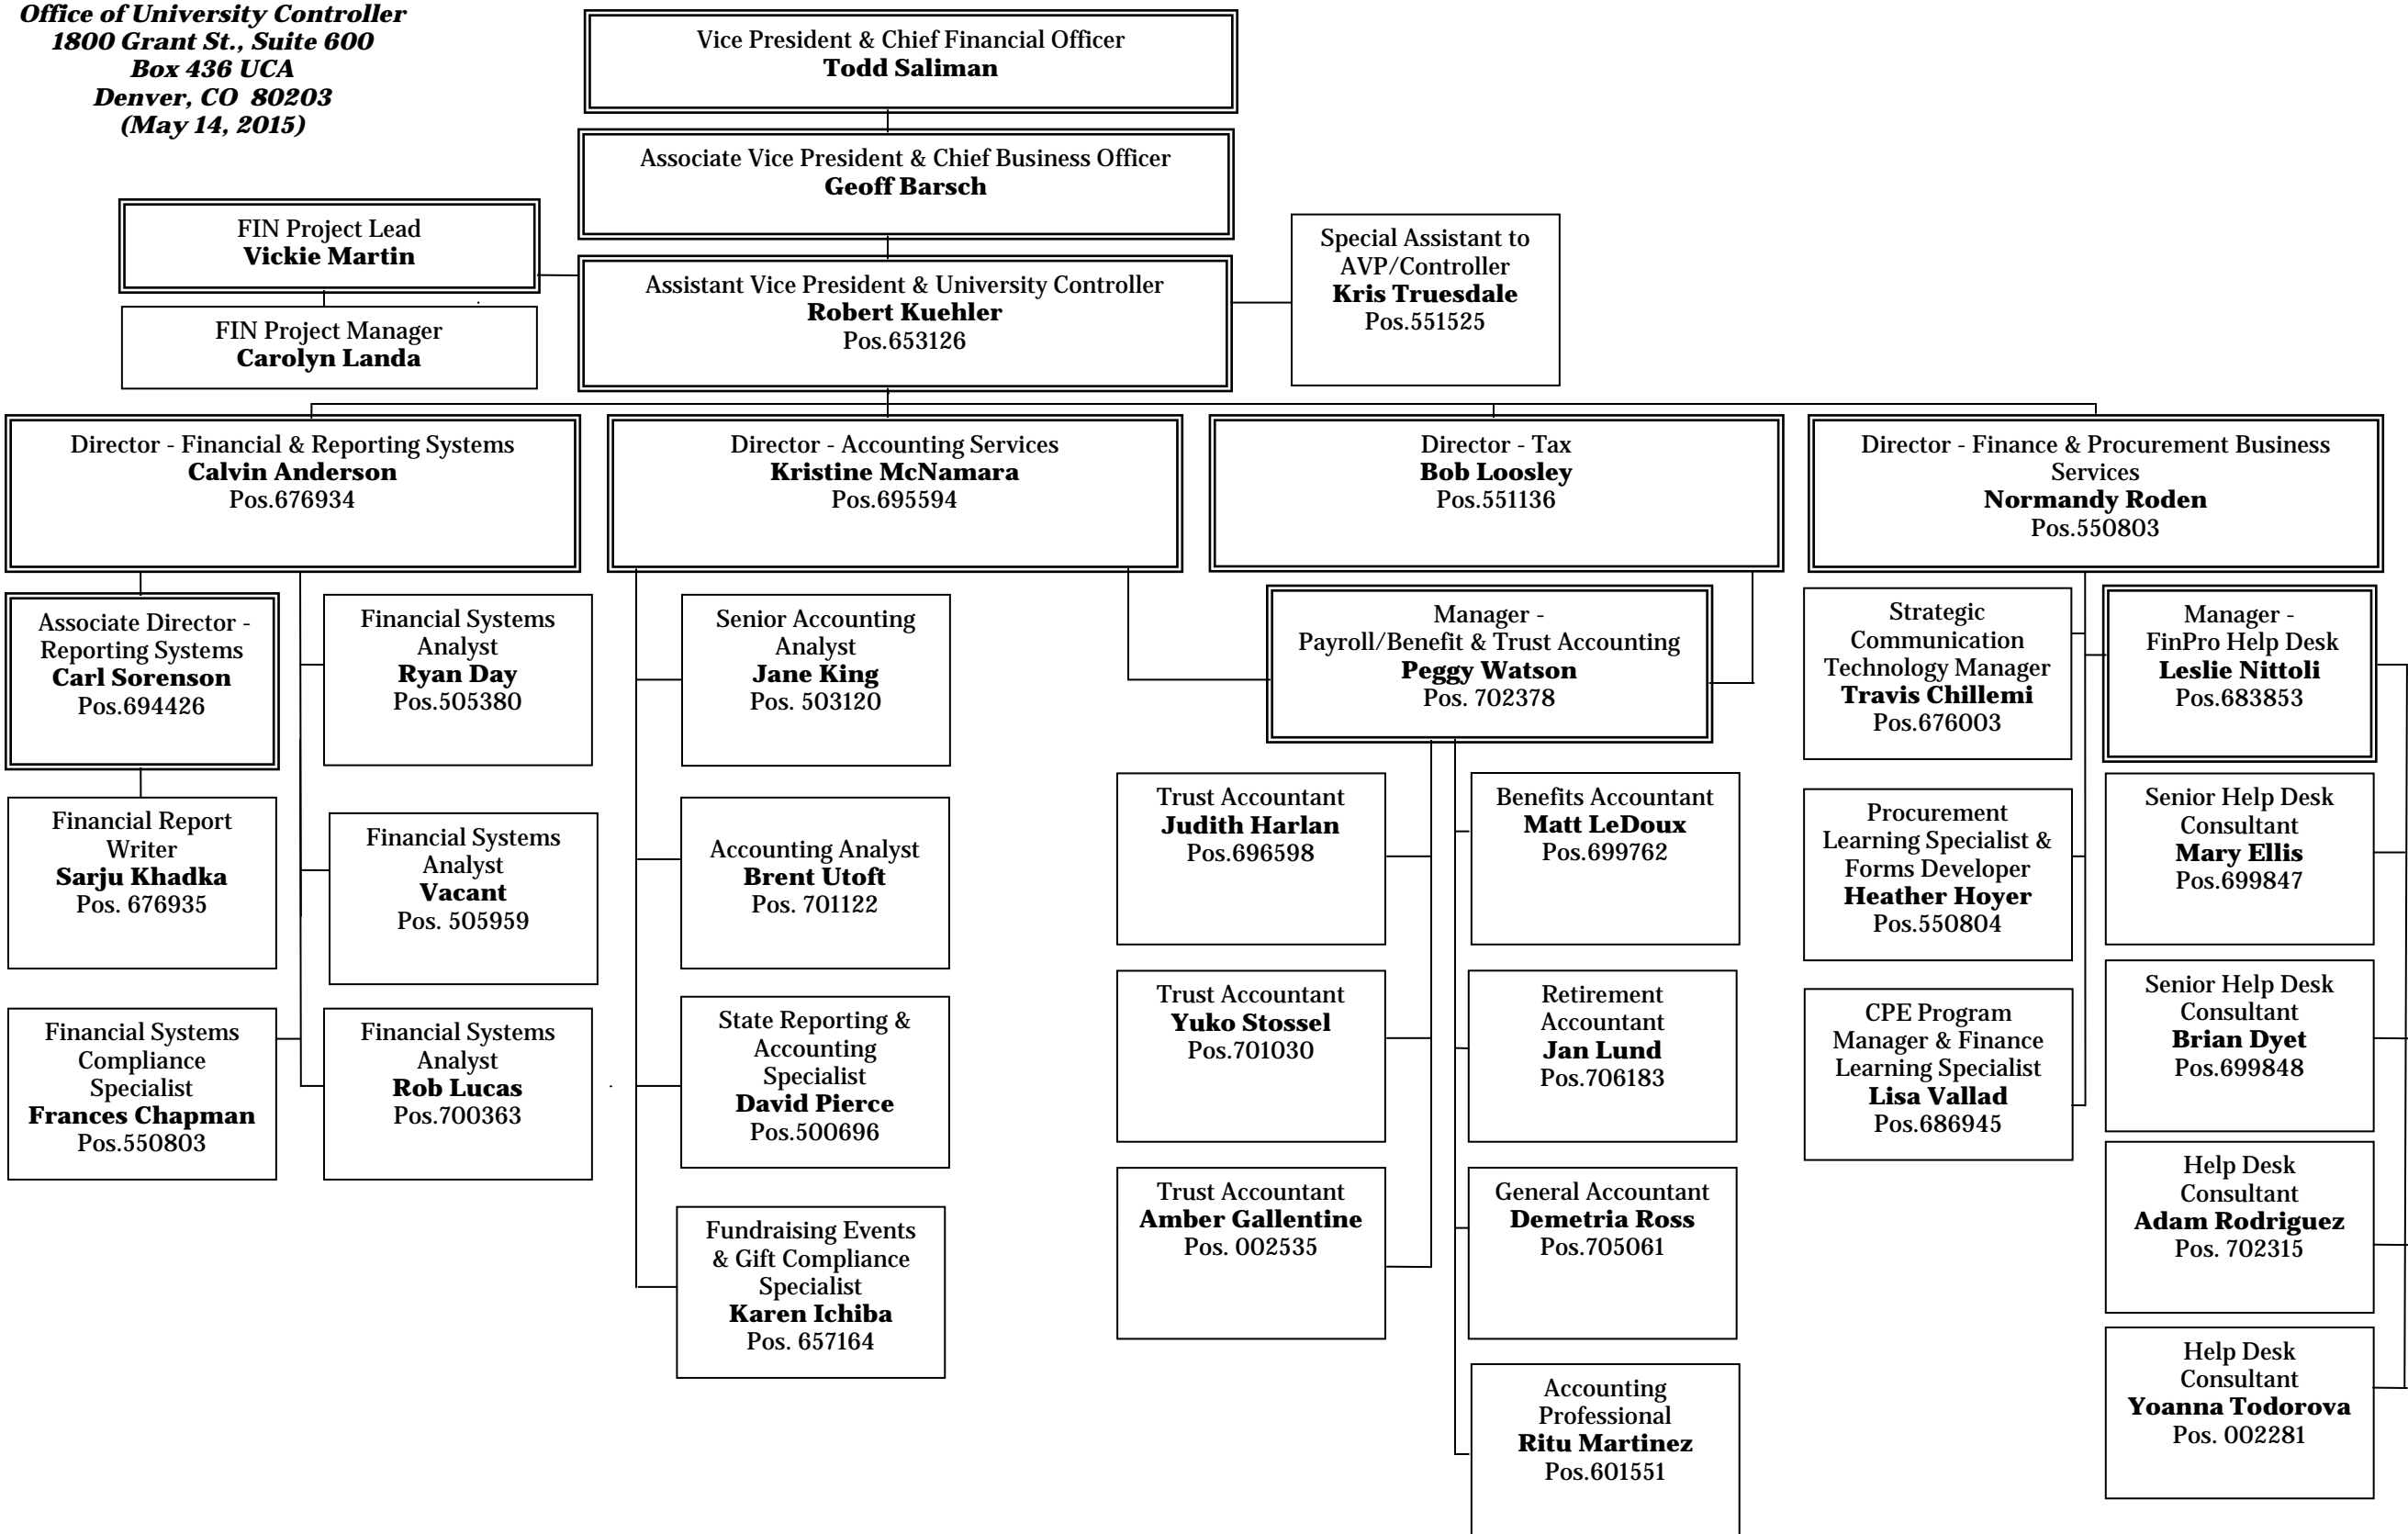 Office of University Controller
1800 Grant St., Suite 600
Box 436 UCA
Denver, CO 80203
(May 14, 2015)
Vice President & Chief Financial Officer
Todd Saliman
Associate Vice President & Chief Business Officer
Geoff Barsch
FIN Project Lead
Vickie Martin
FIN Project Manager
Carolyn Landa
Assistant Vice President & University Controller
Robert Kuehler
Pos.653126
Special Assistant to
AVP/Controller
Kris Truesdale
Pos.551525
Director - Financial & Reporting Systems
Calvin Anderson
Pos.676934
Director - Accounting Services
Kristine McNamara
Pos.695594
Director - Tax
Bob Loosley
Pos.551136
Director - Finance & Procurement Business
Services
Normandy Roden
Pos.550803
Associate Director -
Reporting Systems
Carl Sorenson
Pos.694426
Financial Report
Writer
Sarju Khadka
Pos. 676935
Financial Systems
Compliance
Specialist
Frances Chapman
Pos.550803
Financial Systems
Analyst
Ryan Day
Pos.505380
Financial Systems
Analyst
Vacant
Pos. 505959
Financial Systems
Analyst
Rob Lucas
Pos.700363
Senior Accounting
Analyst
Jane King
Pos. 503120
Accounting Analyst
Brent Utoft
Pos. 701122
State Reporting &
Accounting
Specialist
David Pierce
Pos.500696
Fundraising Events
& Gift Compliance
Specialist
Karen Ichiba
Pos. 657164
Manager -
Payroll/Benefit & Trust Accounting
Peggy Watson
Pos. 702378
Trust Accountant
Judith Harlan
Pos.696598
Trust Accountant
Yuko Stossel
Pos.701030
Trust Accountant
Amber Gallentine
Pos. 002535
Benefits Accountant
Matt LeDoux
Pos.699762
Retirement
Accountant
Jan Lund
Pos.706183
General Accountant
Demetria Ross
Pos.705061
Accounting
Professional
Ritu Martinez
Pos.601551
Strategic
Communication
Technology Manager
Travis Chillemi
Pos.676003
Procurement
Learning Specialist &
Forms Developer
Heather Hoyer
Pos.550804
CPE Program
Manager & Finance
Learning Specialist
Lisa Vallad
Pos.686945
Manager -
FinPro Help Desk
Leslie Nittoli
Pos.683853
Senior Help Desk
Consultant
Mary Ellis
Pos.699847
Senior Help Desk
Consultant
Brian Dyet
Pos.699848
Help Desk
Consultant
Adam Rodriguez
Pos. 702315
Help Desk
Consultant
Yoanna Todorova
Pos. 002281